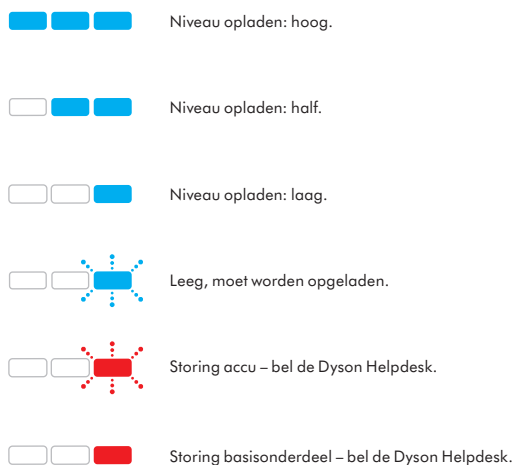 Niveau opladen: hoog.
Niveau opladen: half.
Niveau opladen: laag.
Leeg, moet worden opgeladen.
Storing accu – bel de Dyson Helpdesk.
Storing basisonderdeel – bel de Dyson Helpdesk.